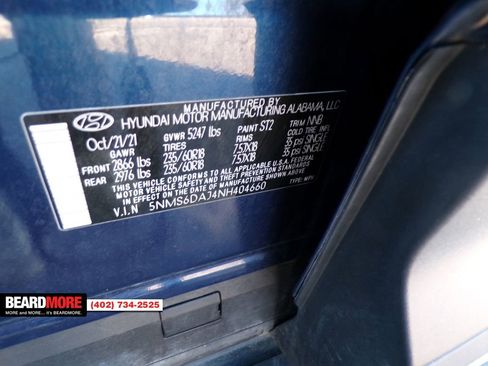 MANUFACTURED BY
HYUNDAI MOTOR MANUFACTURING ALABAMA, LLC
Oct/21/21 GVWR 5247 lbs PAINT ST2 TRIM NNB
GAWR TIRES RIMS COLD TIRE INFLATION
FRONT 2866 lbs 235/60R18 7.5JX18 35 psi SINGLE
REAR 2976 lbs 235/60R18 7.5JX18 35 psi SINGLE
THIS VEHICLE CONFORMS TO ALL APPLICABLE U.S.A. FEDERAL
MOTOR VEHICLE SAFETY AND BUMPER STANDARDS IN EFFECT
ON THE DATE OF MANUFACTURE SHOWN ABOVE.
V.I.N 5NMS6DAJ4NH404660 TYPE: MPV
BEARDMORE (402) 734-2525
MORE and MORE... it's BEARDMORE.